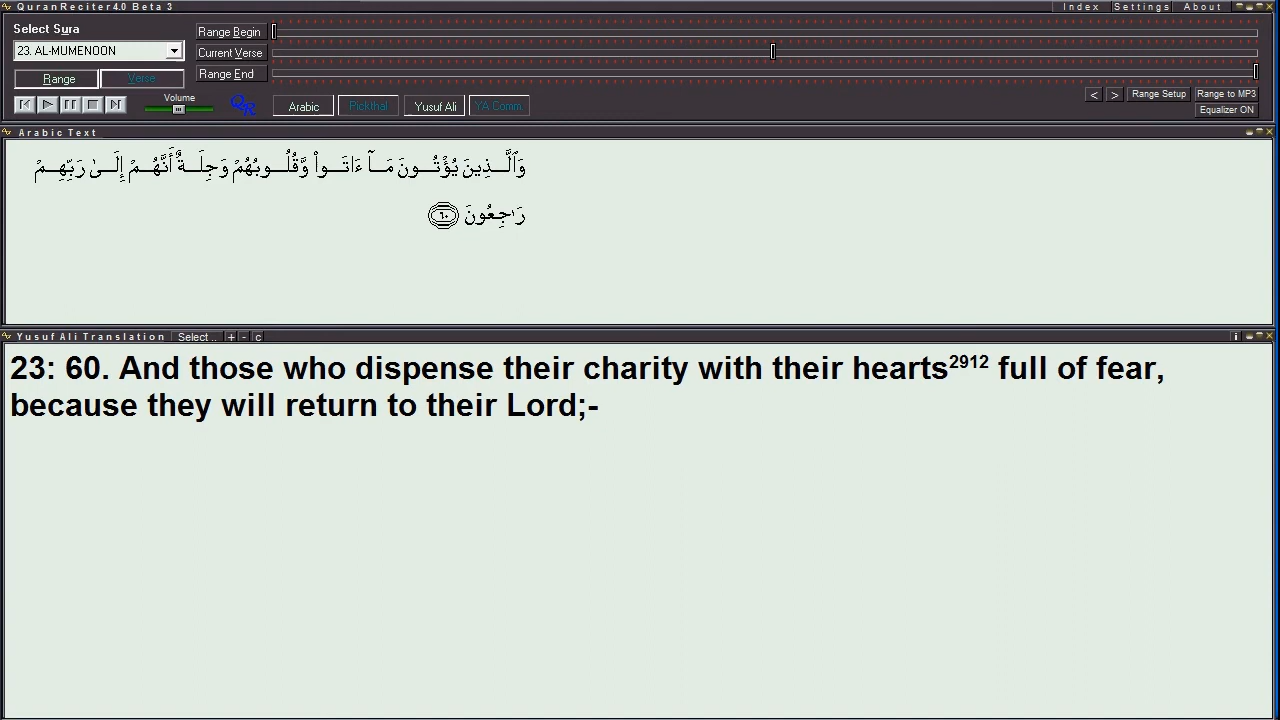 QuranReciter4.0 Beta 3
Index Settings About
Select Sura
23. AL-MUMENOON
Range Verse
Volume
Range Begin
Current Verse
Range End
QR
Arabic Pickthal Yusuf Ali YA Comm.
< > Range Setup Range to MP3
Equalizer ON
Arabic Text
وَٱلَّذِينَ يُؤْتُونَ مَآ ءَاتَوا۟ وَّقُلُوبُهُمْ وَجِلَةٌ أَنَّهُمْ إِلَىٰ رَبِّهِمْ
رَٰجِعُونَ ٦٠
Yusuf Ali Translation Select .. + - c i
23: 60. And those who dispense their charity with their hearts2912 full of fear,
because they will return to their Lord;-